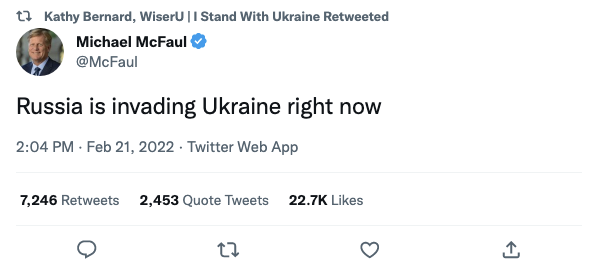 Kathy Bernard, WiserU | I Stand With Ukraine Retweeted
Michael McFaul
@McFaul
Russia is invading Ukraine right now
2:04 PM · Feb 21, 2022 · Twitter Web App
7,246 Retweets 2,453 Quote Tweets 22.7K Likes